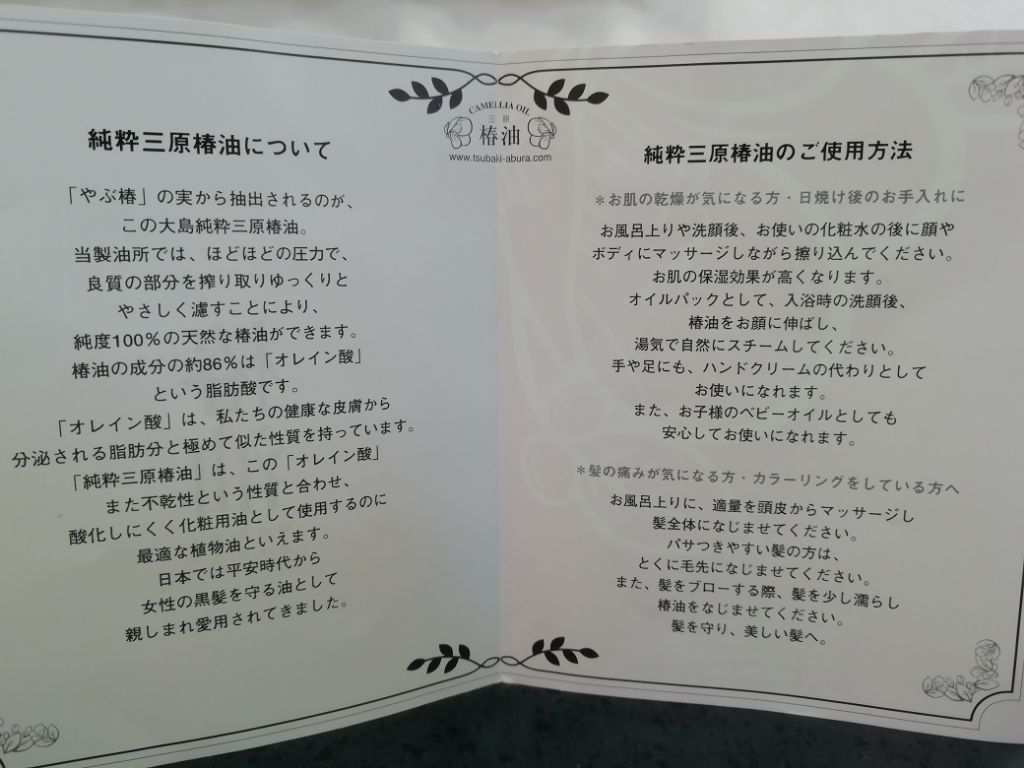 CAMELLIA OIL
三原
椿油
www.tsubaki-abura.com
純粋三原椿油について
「やぶ椿」の実から抽出されるのが、
この大島純粋三原椿油。
当製油所では、ほどほどの圧力で、
良質の部分を搾り取りゆっくりと
やさしく濾すことにより、
純度100%の天然な椿油ができます。
椿油の成分の約86%は「オレイン酸」
という脂肪酸です。
「オレイン酸」は、私たちの健康な皮膚から
分泌される脂肪分と極めて似た性質を持っています。
「純粋三原椿油」は、この「オレイン酸」
また不乾性という性質と合わせ、
酸化しにくく化粧用油として使用するのに
最適な植物油といえます。
日本では平安時代から
女性の黒髪を守る油として
親しまれ愛用されてきました。
純粋三原椿油のご使用方法
*お肌の乾燥が気になる方・日焼け後のお手入れに
お風呂上りや洗顔後、お使いの化粧水の後に顔や
ボディにマッサージしながら擦り込んでください。
お肌の保湿効果が高くなります。
オイルパックとして、入浴時の洗顔後、
椿油をお顔に伸ばし、
湯気で自然にスチームしてください。
手や足にも、ハンドクリームの代わりとして
お使いになれます。
また、お子様のベビーオイルとしても
安心してお使いになれます。
*髪の痛みが気になる方・カラーリングをしている方へ
お風呂上りに、適量を頭皮からマッサージし
髪全体になじませてください。
パサつきやすい髪の方は、
とくに毛先になじませてください。
また、髪をブローする際、髪を少し濡らし
椿油をなじませてください。
髪を守り、美しい髪へ。